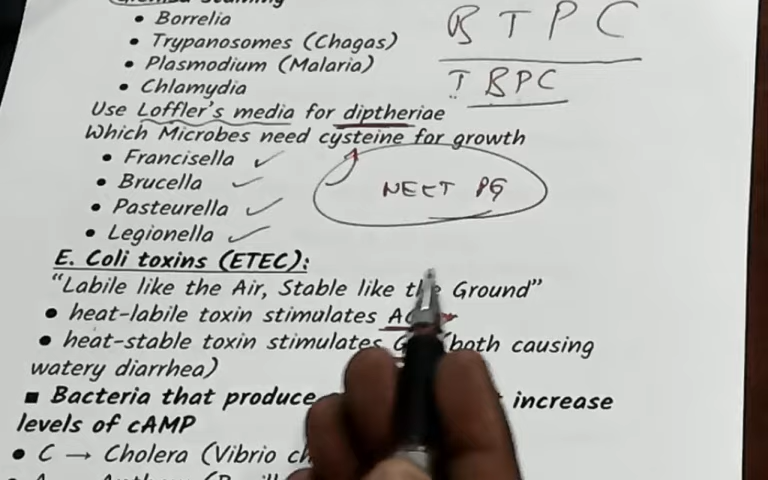 • Borrelia
• Trypanosomes (Chagas)
• Plasmodium (Malaria)
• Chlamydia
B T P C
T B P C
Use Loffler's media for diptheriae
Which Microbes need cysteine for growth
• Francisella ✓
• Brucella ✓
• Pasteurella ✓
• Legionella ✓
NEET PG
E. Coli toxins (ETEC):
"Labile like the Air, Stable like the Ground"
• heat-labile toxin stimulates
• heat-stable toxin stimulates (both causing
watery diarrhea)
■ Bacteria that produce increase
levels of cAMP
• C → Cholera (Vibrio